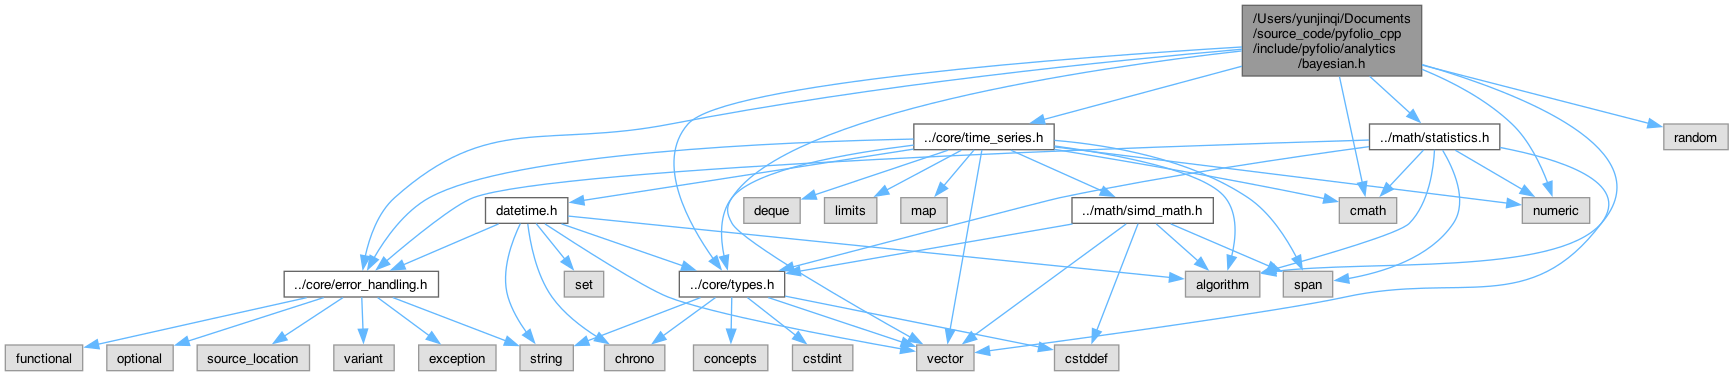 /Users/yunjinqi/Documents
/source_code/pyfolio_cpp
/include/pyfolio/analytics
/bayesian.h
../core/time_series.h
../math/statistics.h
random
datetime.h
deque
limits
map
../math/simd_math.h
cmath
numeric
../core/error_handling.h
set
../core/types.h
algorithm
span
functional
optional
source_location
variant
exception
string
chrono
concepts
cstdint
vector
cstddef